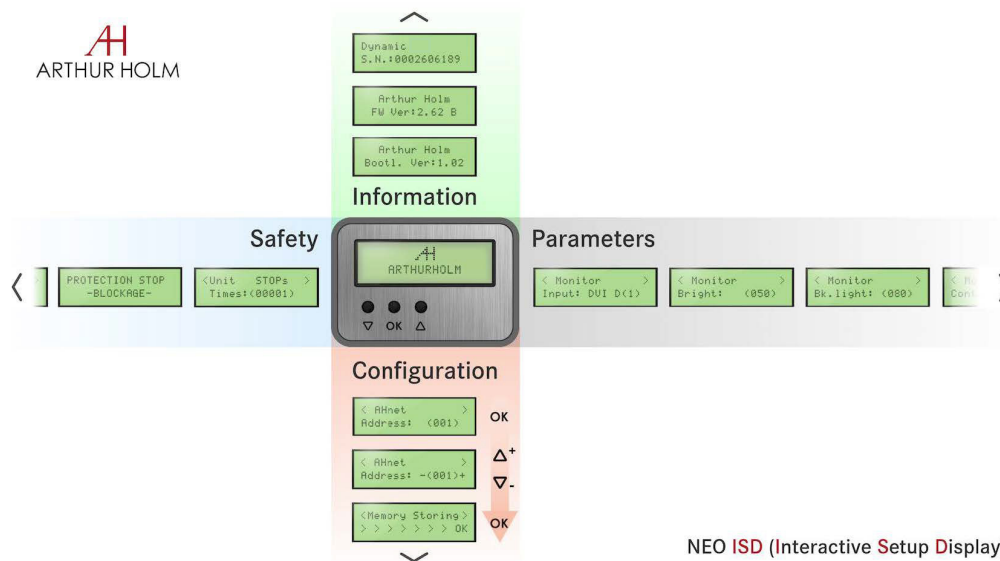 AH
ARTHUR HOLM
Dynamic
S.N.:0002606189
Arthur Holm
FW Ver:2.62 B
Arthur Holm
Bootl. Ver:1.02
Information
Safety
Parameters
AH
ARTHURHOLM
OK
PROTECTION STOP
-BLOCKAGE-
<Unit STOPs >
Times:(00001)
< Monitor >
Input: DVI D(1)
< Monitor >
Bright: (050)
< Monitor >
Bk.light: (080)
Configuration
< AHnet >
Address: (001)
OK
< AHnet >
Address: -(001)+
+
-
<Memory Storing>
> > > > > > > OK
OK
NEO ISD (Interactive Setup Display